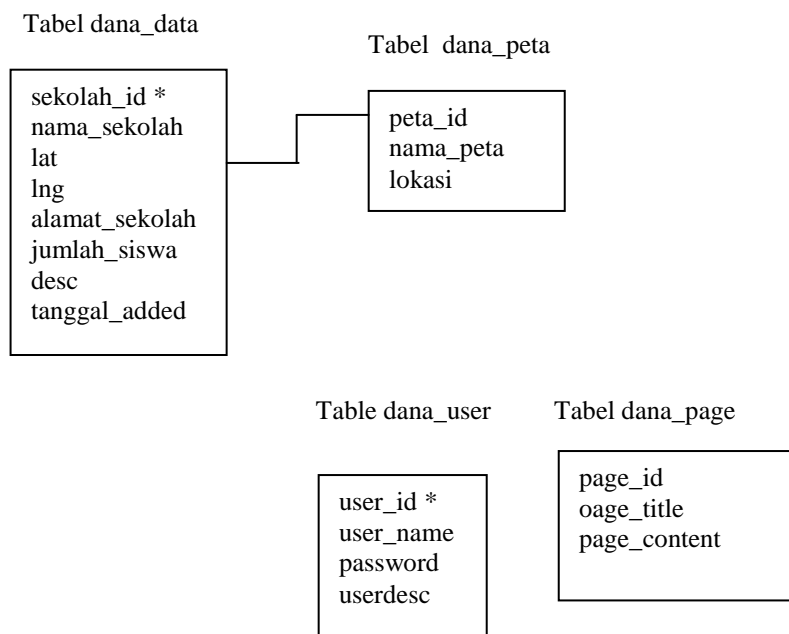 Tabel dana_data
sekolah_id *
nama_sekolah
lat
lng
alamat_sekolah
jumlah_siswa
desc
tanggal_added
Tabel dana_peta
peta_id
nama_peta
lokasi
Table dana_user
user_id *
user_name
password
userdesc
Tabel dana_page
page_id
oage_title
page_content